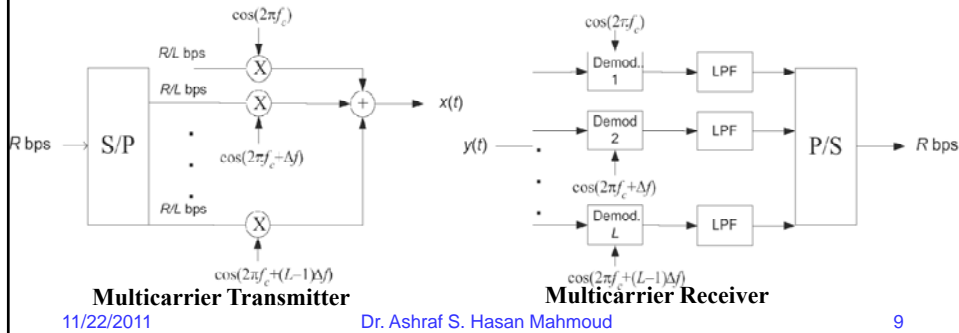 cos(2πf_c)
R/L bps
X
R/L bps
X
+
x(t)
R bps
S/P
cos(2πf_c+Δf)
R/L bps
X
cos(2πf_c+(L−1)Δf)
Multicarrier Transmitter
cos(2πf_c)
Demod..
1
LPF
Demod
2
LPF
y(t)
P/S
R bps
cos(2πf_c+Δf)
Demod.
L
LPF
cos(2πf_c+(L−1)Δf)
Multicarrier Receiver
11/22/2011
Dr. Ashraf S. Hasan Mahmoud
9